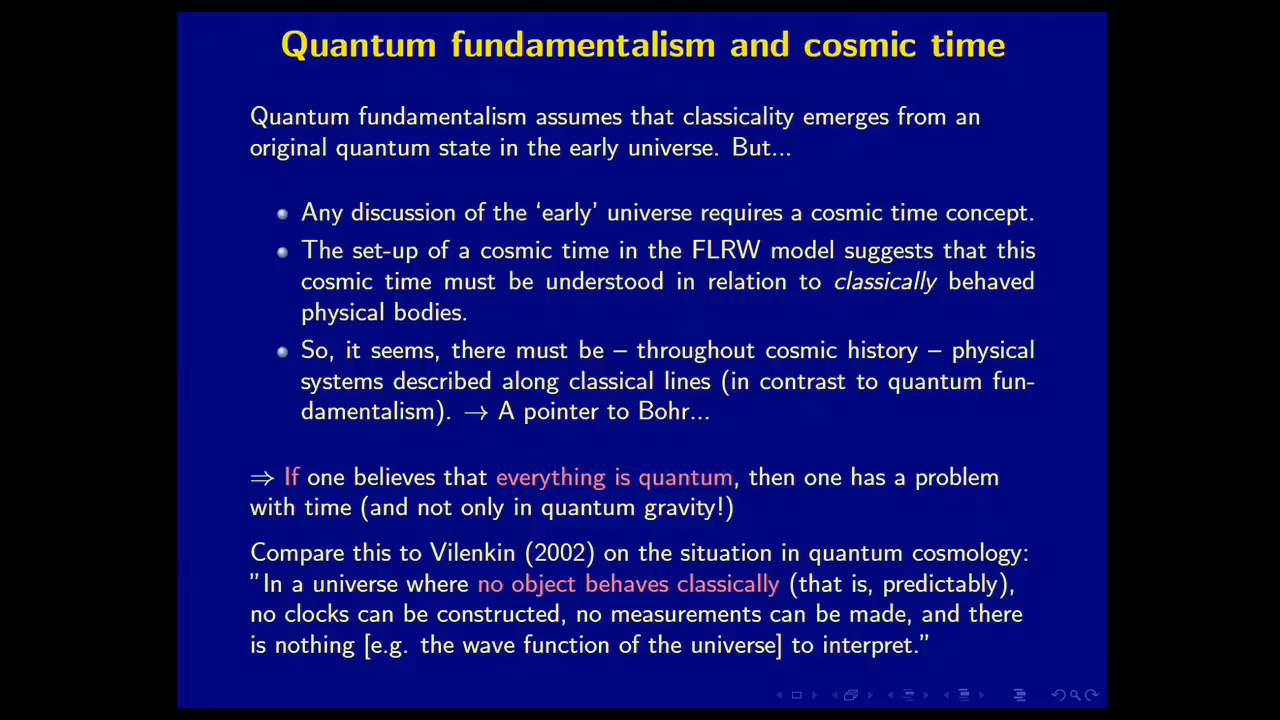 Quantum fundamentalism and cosmic time
Quantum fundamentalism assumes that classicality emerges from an
original quantum state in the early universe. But...
Any discussion of the ‘early’ universe requires a cosmic time concept.
The set-up of a cosmic time in the FLRW model suggests that this
cosmic time must be understood in relation to classically behaved
physical bodies.
So, it seems, there must be – throughout cosmic history – physical
systems described along classical lines (in contrast to quantum fun-
damentalism). → A pointer to Bohr...
⇒ If one believes that everything is quantum, then one has a problem
with time (and not only in quantum gravity!)
Compare this to Vilenkin (2002) on the situation in quantum cosmology:
”In a universe where no object behaves classically (that is, predictably),
no clocks can be constructed, no measurements can be made, and there
is nothing [e.g. the wave function of the universe] to interpret.”